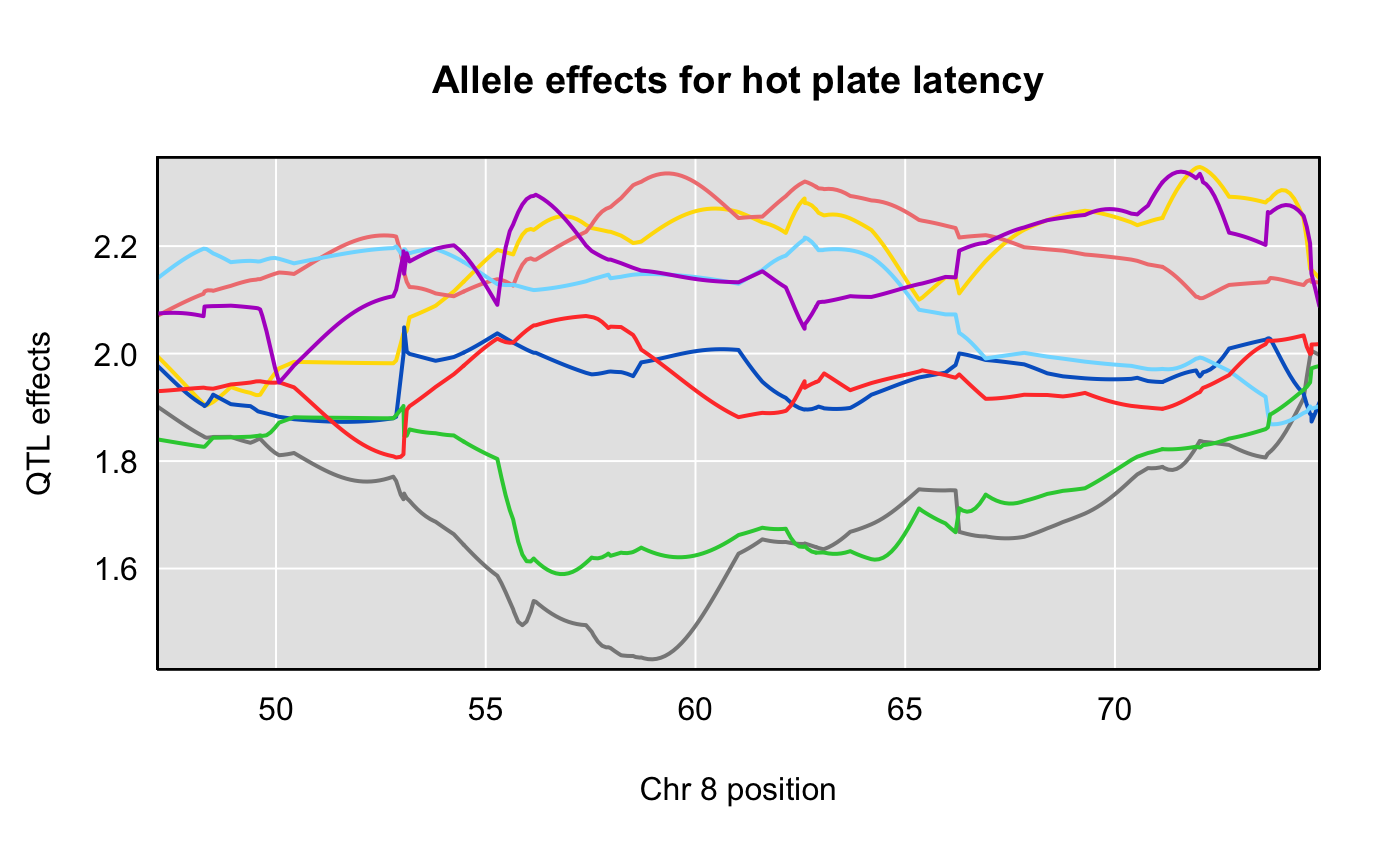 Allele effects for hot plate latency
QTL effects
2.2
2.0
1.8
1.6
50 55 60 65 70
Chr 8 position